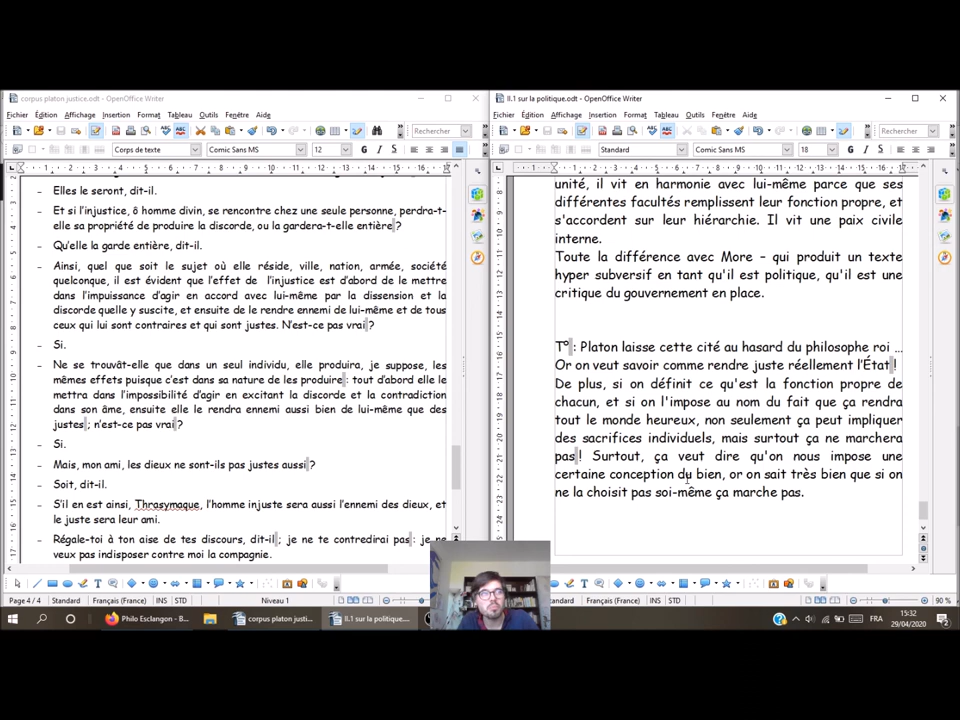 corpus platon justice.odt - OpenOffice Writer
Fichier Édition Affichage Insertion Format Tableau Outils Fenêtre Aide
Rechercher
Corps de texte Comic Sans MS 12 G I S
- Elles le seront, dit-il.
- Et si l'injustice, ô homme divin, se rencontre chez une seule personne, perdra-t-
elle sa propriété de produire la discorde, ou la gardera-t-elle entière ?
- Qu'elle la garde entière, dit-il.
- Ainsi, quel que soit le sujet où elle réside, ville, nation, armée, société
quelconque, il est évident que l'effet de l'injustice est d'abord de le mettre
dans l'impuissance d'agir en accord avec lui-même par la dissension et la
discorde quelle y suscite, et ensuite de le rendre ennemi de lui-même et de tous
ceux qui lui sont contraires et qui sont justes. N'est-ce pas vrai ?
- Si.
- Ne se trouvât-elle que dans un seul individu, elle produira, je suppose, les
mêmes effets puisque c'est dans sa nature de les produire : tout d'abord elle le
mettra dans l'impossibilité d'agir en excitant la discorde et la contradiction
dans son âme, ensuite elle le rendra ennemi aussi bien de lui-même que des
justes ; n'est-ce pas vrai ?
- Si.
- Mais, mon ami, les dieux ne sont-ils pas justes aussi ?
- Soit, dit-il.
- S'il en est ainsi, Thrasymaque, l'homme injuste sera aussi l'ennemi des dieux, et
le juste sera leur ami.
- Régale-toi à ton aise de tes discours, dit-il ; je ne te contredirai pas : je ne
veux pas indisposer contre moi la compagnie.
Page 4 / 4 Standard Français (France) INS STD Niveau 1
II.1 sur la politique.odt - OpenOffice Writer
Fichier Édition Affichage Insertion Format Tableau Outils Fenêtre Aide
Rechercher
Standard Comic Sans MS 18 G I S
unité, il vit en harmonie avec lui-même parce que ses
différentes facultés remplissent leur fonction propre, et
s'accordent sur leur hiérarchie. Il vit une paix civile
interne.
Toute la différence avec More – qui produit un texte
hyper subversif en tant qu'il est politique, qu'il est une
critique du gouvernement en place.
T° : Platon laisse cette cité au hasard du philosophe roi ...
Or on veut savoir comme rendre juste réellement l'État !
De plus, si on définit ce qu'est la fonction propre de
chacun, et si on l'impose au nom du fait que ça rendra
tout le monde heureux, non seulement ça peut impliquer
des sacrifices individuels, mais surtout ça ne marchera
pas ! Surtout, ça veut dire qu'on nous impose une
certaine conception du bien, or on sait très bien que si on
ne la choisit pas soi-même ça marche pas.
Standard Français (France) INS STD 90 %
Philo Esclangon - B... corpus platon justi... II.1 sur la politique.... FRA 15:32
29/04/2020